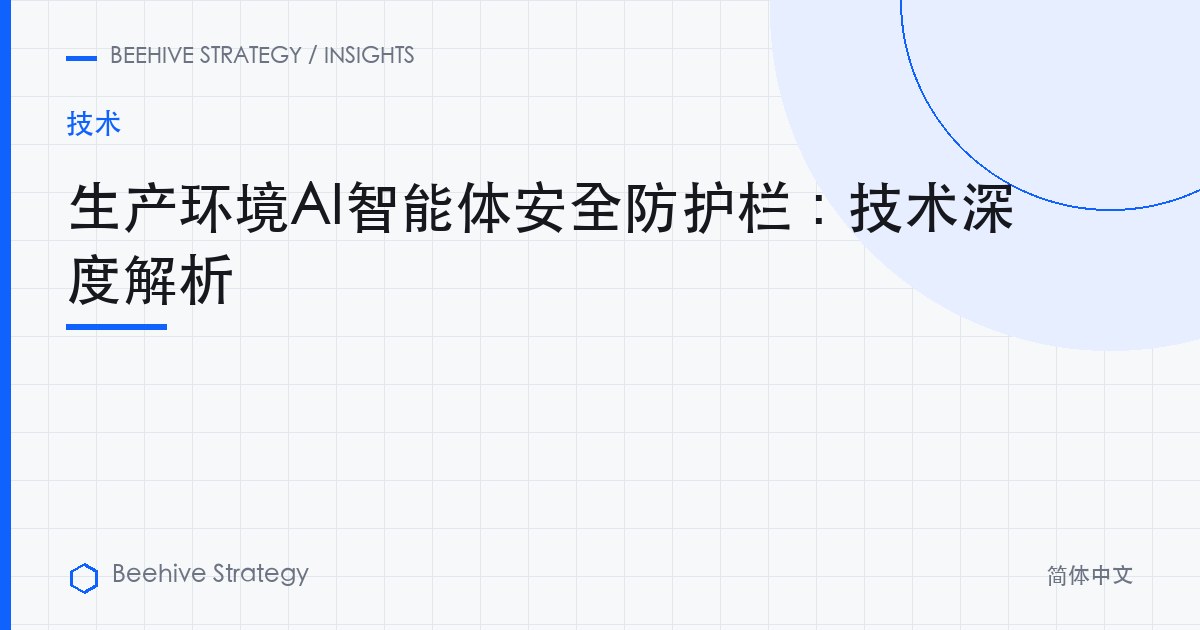 BEEHIVE STRATEGY / INSIGHTS
技术
生产环境AI智能体安全防护栏：技术深
度解析
Beehive Strategy
简体中文